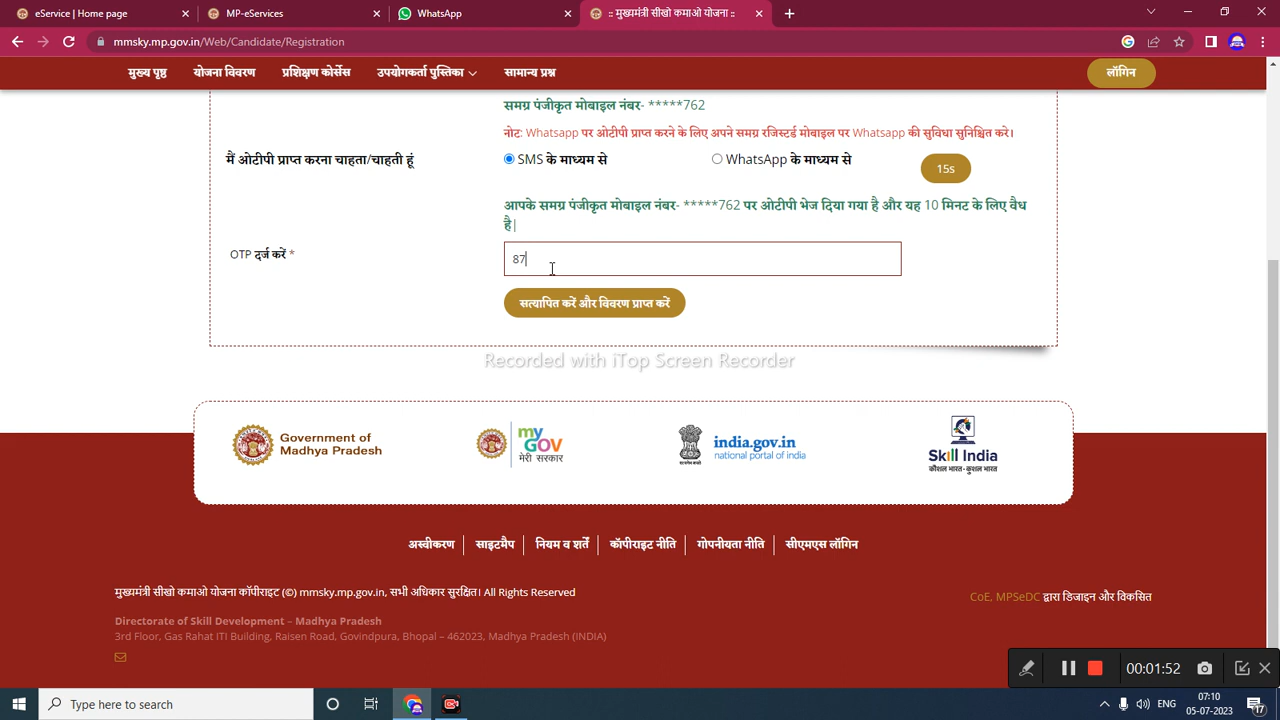 eSeva - MP-eServices
MP-eServices
WhatsApp
:: मुख्यमंत्री सीखो कमाओ योजना ::
mmsky.mp.gov.in/Web/Candidate/Registration
मुख्य पृष्ठ योजना विवरण प्रशिक्षण कोर्सेस उपयोगकर्ता पुस्तिका सामान्य प्रश्न लॉगिन
समग्र पंजीकृत मोबाइल नंबर- *****762
नोट: Whatsapp पर ओटीपी प्राप्त करने के लिए अपने समग्र रजिस्टर्ड मोबाइल पर Whatsapp की सुविधा सुनिश्चित करे।
मैं ओटीपी प्राप्त करना चाहता/चाहती हूं SMS के माध्यम से WhatsApp के माध्यम से 15s
आपके समग्र पंजीकृत मोबाइल नंबर- *****762 पर ओटीपी भेज दिया गया है और यह 10 मिनट के लिए वैध
है|
OTP दर्ज करें * 87
सत्यापित करें और विवरण प्राप्त करें
Recorded with iTop Screen Recorder
Government of
Madhya Pradesh
my
GOV
मेरी सरकार
india.gov.in
national portal of india
Skill India
कौशल भारत-कुशल भारत
अस्वीकरण साइटमैप नियम व शर्तें कॉपीराइट नीति गोपनीयता नीति सीएमएस लॉगिन
मुख्यमंत्री सीखो कमाओ योजना कॉपीराइट (©) mmsky.mp.gov.in, सभी अधिकार सुरक्षित। All Rights Reserved
CoE, MPSeDC द्वारा डिजाइन और विकसित
Directorate of Skill Development – Madhya Pradesh
3rd Floor, Gas Rahat ITI Building, Raisen Road, Govindpura, Bhopal – 462023, Madhya Pradesh (INDIA)
00:01:52
Type here to search
ENG
07:10
05-07-2023
17